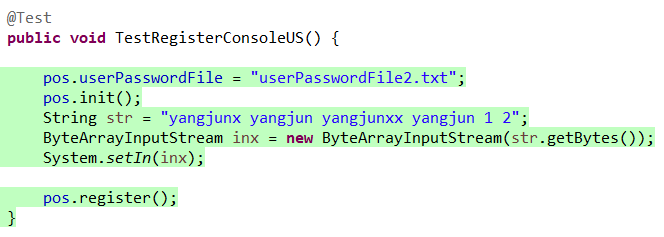 @Test
public void TestRegisterConsoleUS() {
pos.userPasswordFile = "userPasswordFile2.txt";
pos.init();
String str = "yangjunx yangjun yangjunxx yangjun 1 2";
ByteArrayInputStream inx = new ByteArrayInputStream(str.getBytes());
System.setIn(inx);
pos.register();
}